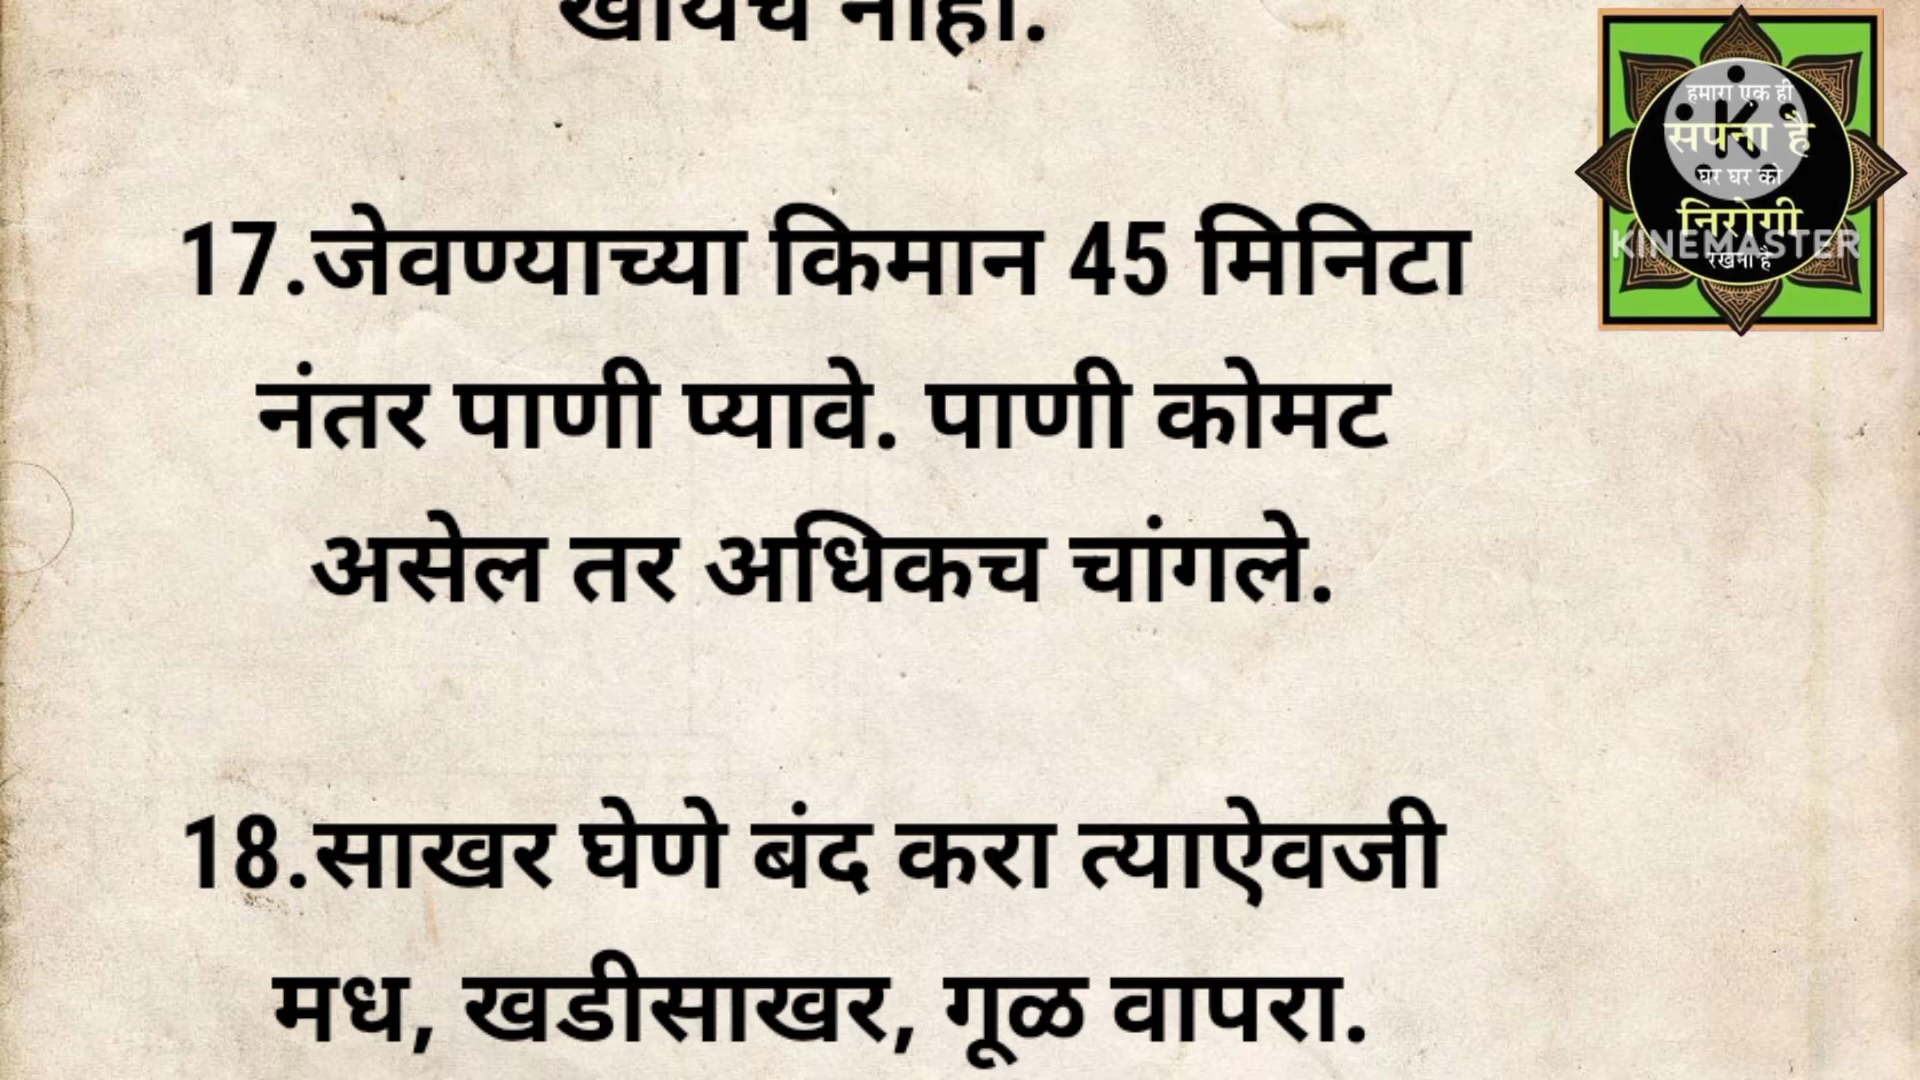 खायचे नाही.
17.जेवण्याच्या किमान 45 मिनिटा
नंतर पाणी प्यावे. पाणी कोमट
असेल तर अधिकच चांगले.
18.साखर घेणे बंद करा त्याऐवजी
मध, खडीसाखर, गूळ वापरा.
हमारा एक ही
सपना है
घर घर को
निरोगी
KINEMASTER
रखना है